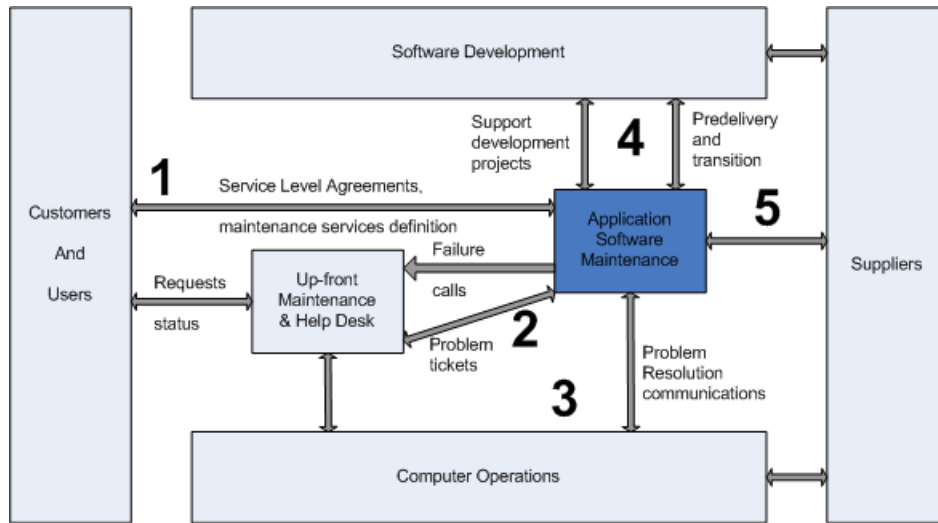 Software Development
Support
development
projects
4
Predelivery
and
transition
1
Service Level Agreements,
maintenance services definition
Customers
And
Users
Application
Software
Maintenance
5
Suppliers
Failure
calls
Requests
status
Up-front
Maintenance
& Help Desk
2
Problem
tickets
3
Problem
Resolution
communications
Computer Operations